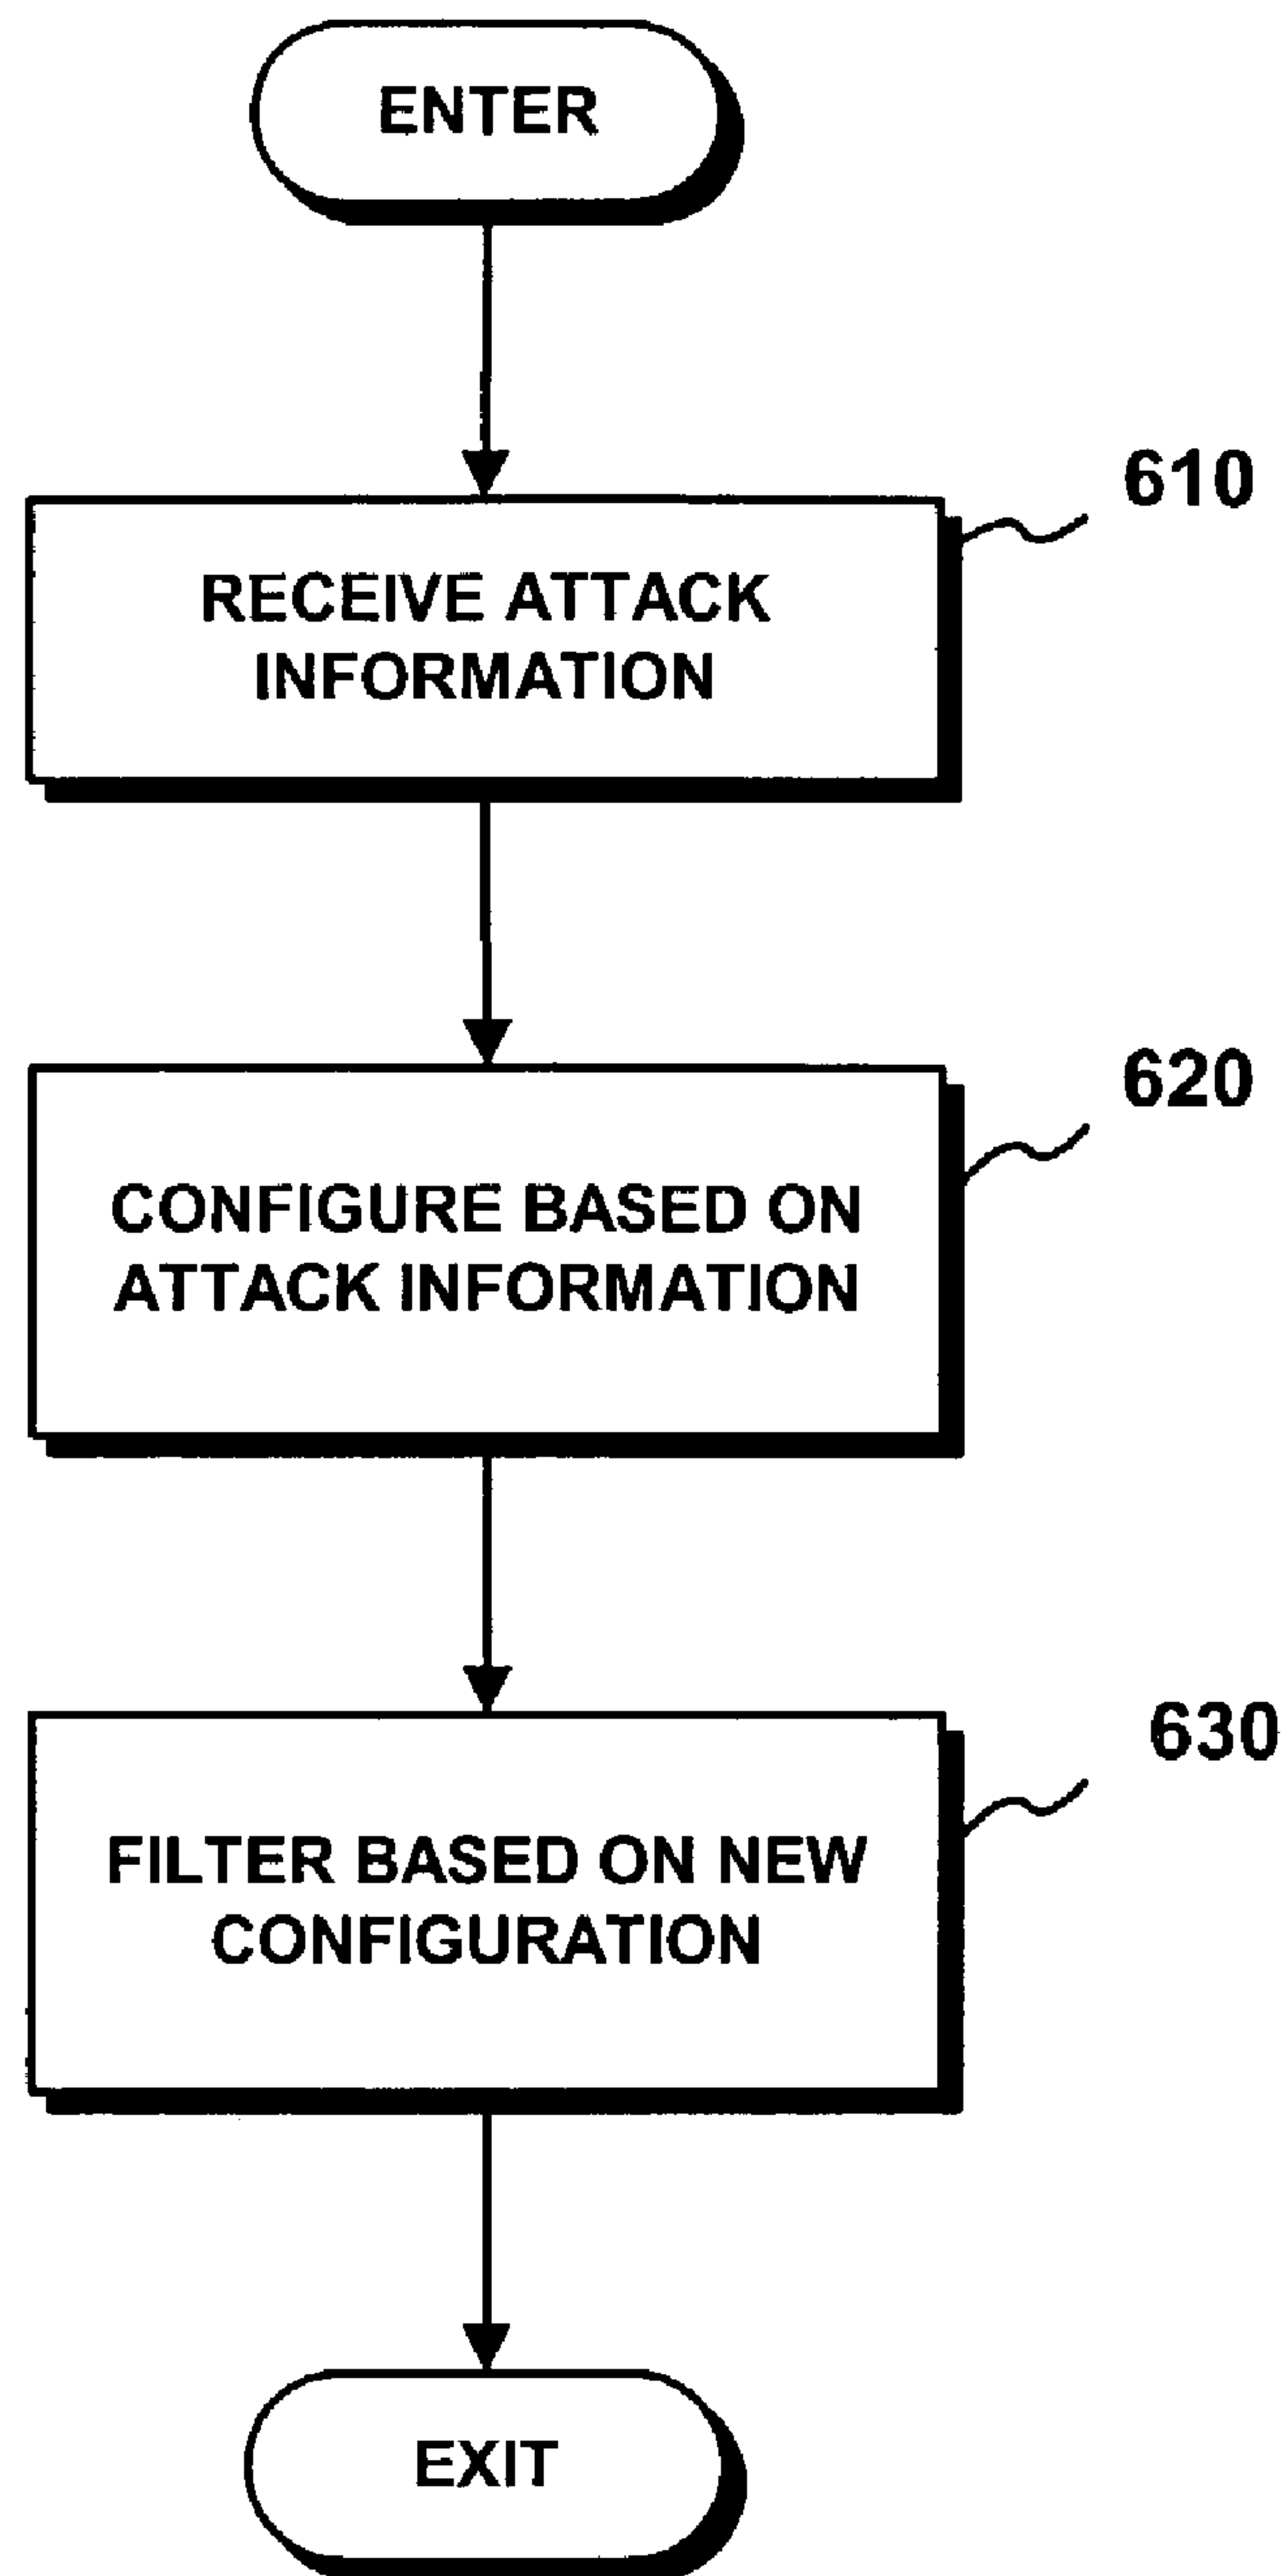 ENTER
610
RECEIVE ATTACK
INFORMATION
620
CONFIGURE BASED ON
ATTACK INFORMATION
630
FILTER BASED ON NEW
CONFIGURATION
EXIT